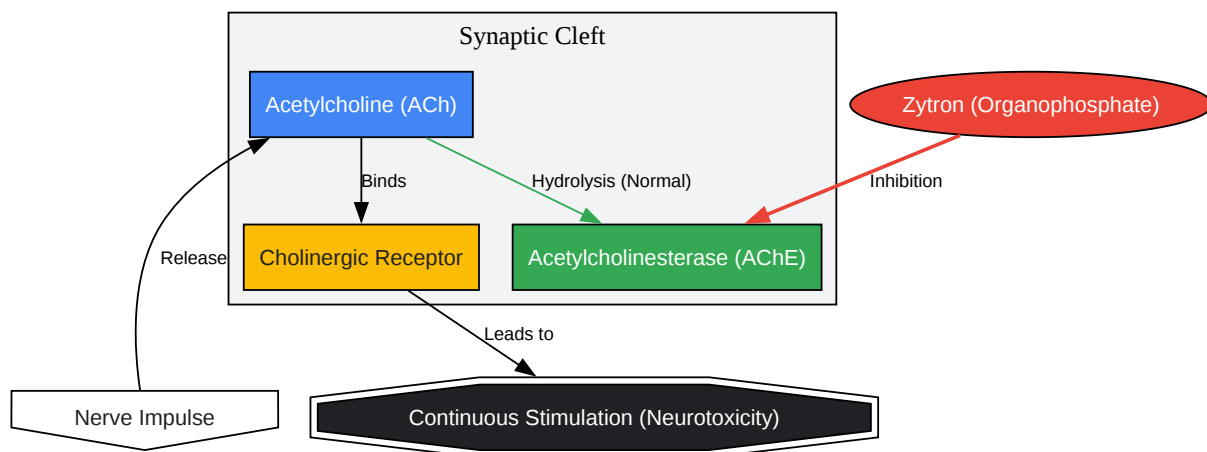 Synaptic Cleft
Acetylcholine (ACh)
Zytron (Organophosphate)
Binds
Hydrolysis (Normal)
Inhibition
Release
Cholinergic Receptor
Acetylcholinesterase (AChE)
Leads to
Nerve Impulse
Continuous Stimulation (Neurotoxicity)